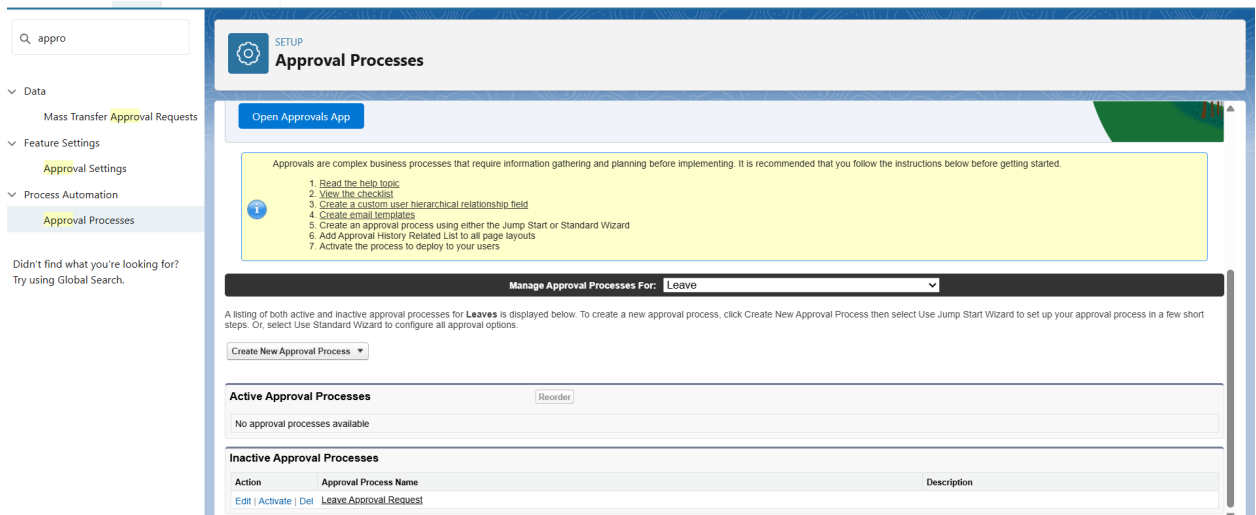 appro
Data
Mass Transfer Approval Requests
Feature Settings
Approval Settings
Process Automation
Approval Processes
Didn't find what you're looking for?
Try using Global Search.
SETUP
Approval Processes
Open Approvals App
Approvals are complex business processes that require information gathering and planning before implementing. It is recommended that you follow the instructions below before getting started.
1. Read the help topic
2. View the checklist
3. Create a custom user hierarchical relationship field
4. Create email templates
5. Create an approval process using either the Jump Start or Standard Wizard
6. Add Approval History Related List to all page layouts
7. Activate the process to deploy to your users
Manage Approval Processes For: Leave
A listing of both active and inactive approval processes for Leaves is displayed below. To create a new approval process, click Create New Approval Process then select Use Jump Start Wizard to set up your approval process in a few short
steps. Or, select Use Standard Wizard to configure all approval options.
Create New Approval Process
Active Approval Processes Reorder
No approval processes available
Inactive Approval Processes
Action Approval Process Name Description
Edit | Activate | Del Leave Approval Request